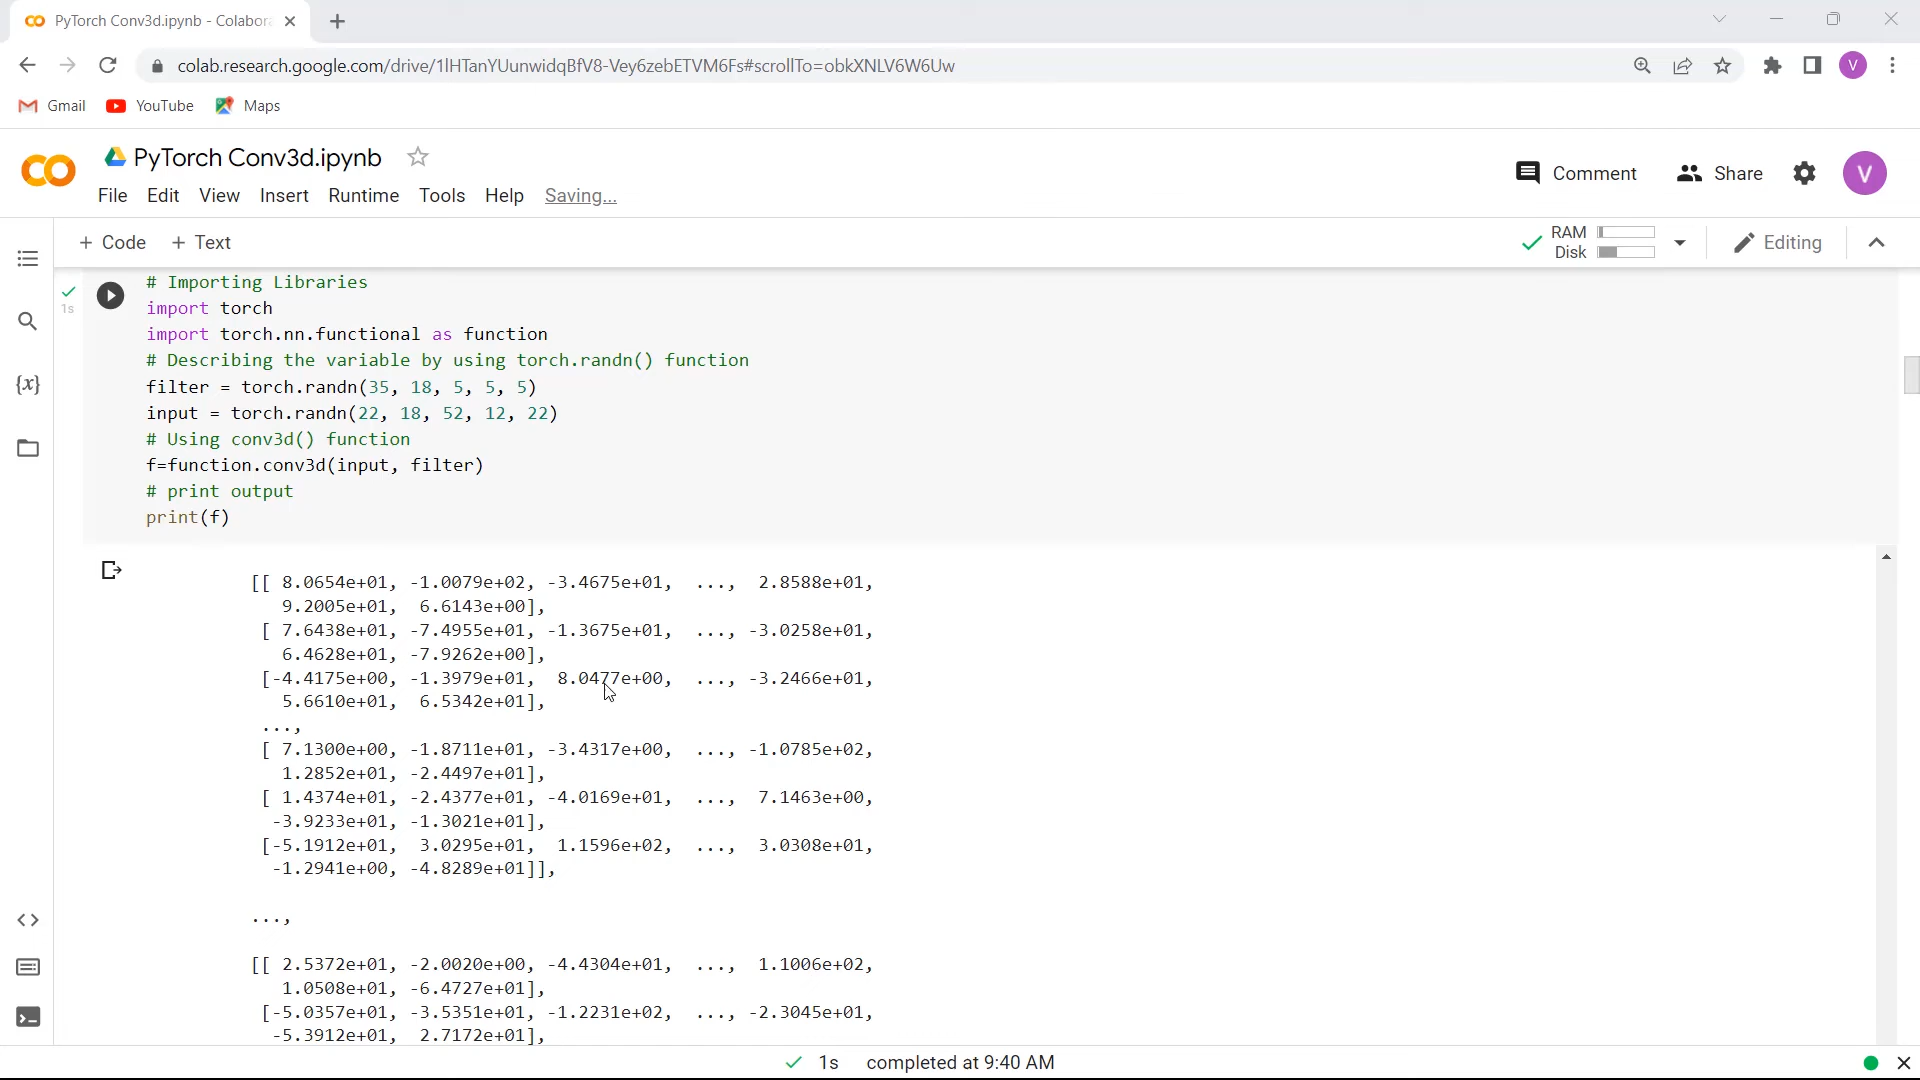 PyTorch Conv3d.ipynb - Colabora
colab.research.google.com/drive/1IHTanYUunwidqBfV8-Vey6zebETVM6Fs#scrollTo=obkXNLV6W6Uw
V
Gmail YouTube Maps
PyTorch Conv3d.ipynb
Comment Share V
File Edit View Insert Runtime Tools Help Saving...
+ Code + Text
RAM
Disk
Editing
1s
# Importing Libraries
import torch
import torch.nn.functional as function
# Describing the variable by using torch.randn() function
filter = torch.randn(35, 18, 5, 5, 5)
input = torch.randn(22, 18, 52, 12, 22)
# Using conv3d() function
f=function.conv3d(input, filter)
# print output
print(f)
[[ 8.0654e+01, -1.0079e+02, -3.4675e+01, ..., 2.8588e+01,
9.2005e+01, 6.6143e+00],
[ 7.6438e+01, -7.4955e+01, -1.3675e+01, ..., -3.0258e+01,
6.4628e+01, -7.9262e+00],
[-4.4175e+00, -1.3979e+01, 8.0477e+00, ..., -3.2466e+01,
5.6610e+01, 6.5342e+01],
...,
[ 7.1300e+00, -1.8711e+01, -3.4317e+00, ..., -1.0785e+02,
1.2852e+01, -2.4497e+01],
[ 1.4374e+01, -2.4377e+01, -4.0169e+01, ..., 7.1463e+00,
-3.9233e+01, -1.3021e+01],
[-5.1912e+01, 3.0295e+01, 1.1596e+02, ..., 3.0308e+01,
-1.2941e+00, -4.8289e+01]],
...,
[[ 2.5372e+01, -2.0020e+00, -4.4304e+01, ..., 1.1006e+02,
1.0508e+01, -6.4727e+01],
[-5.0357e+01, -3.5351e+01, -1.2231e+02, ..., -2.3045e+01,
-5.3912e+01, 2.7172e+01],
1s completed at 9:40 AM